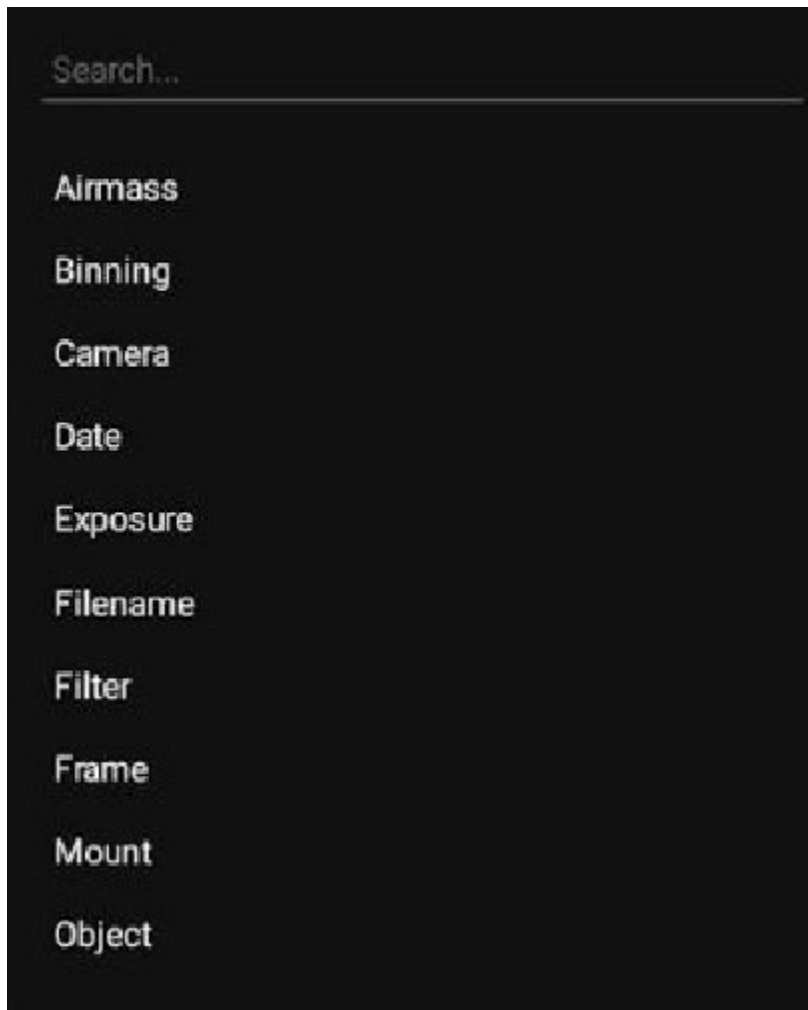 Search...
Airmass
Binning
Camera
Date
Exposure
Filename
Filter
Frame
Mount
Object